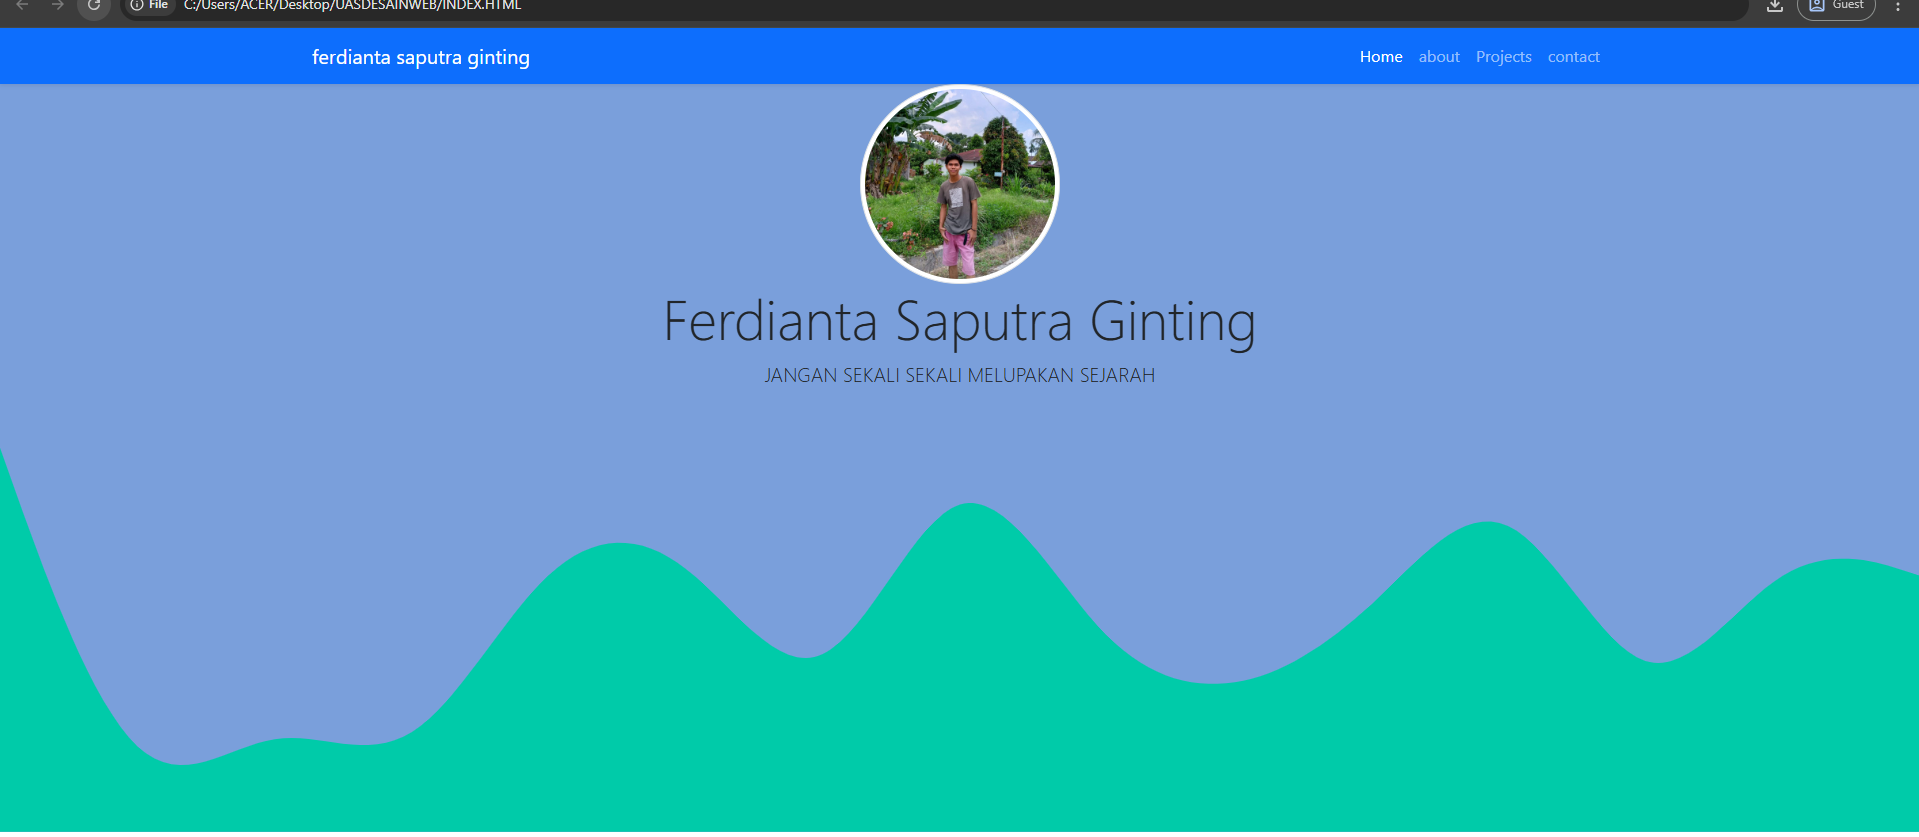 File C:/Users/ACER/Desktop/UASDESAINWEB/INDEX.HTML Guest
ferdianta saputra ginting Home about Projects contact
Ferdianta Saputra Ginting
JANGAN SEKALI SEKALI MELUPAKAN SEJARAH